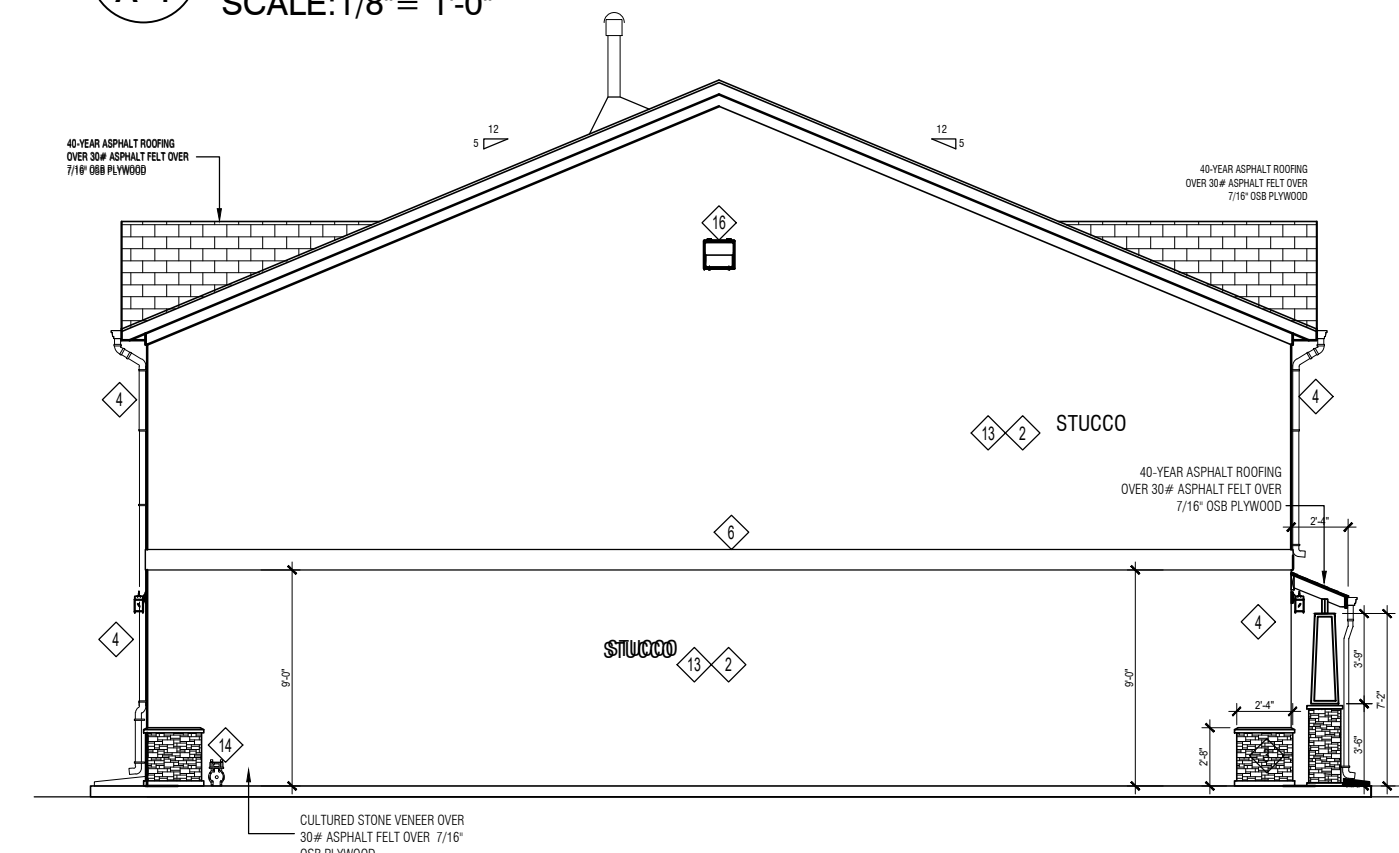 SCALE:1/8"= 1'-0"
12
5
12
5
40-YEAR ASPHALT ROOFING
OVER 30# ASPHALT FELT OVER
7/16" OSB PLYWOOD
40-YEAR ASPHALT ROOFING
OVER 30# ASPHALT FELT OVER
7/16" OSB PLYWOOD
16
4
4
13
2
STUCCO
40-YEAR ASPHALT ROOFING
OVER 30# ASPHALT FELT OVER
7/16" OSB PLYWOOD
2'-4"
6
4
4
STUCCO
13
2
9'-0"
9'-0"
3'-9"
7'-2"
2'-4"
14
2'-8"
3'-6"
CULTURED STONE VENEER OVER
30# ASPHALT FELT OVER 7/16"
OSB PLYWOOD